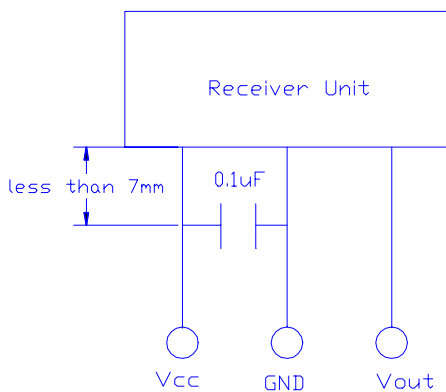 Receiver Unit
less than 7mm
0.1uF
Vcc
GND
Vout